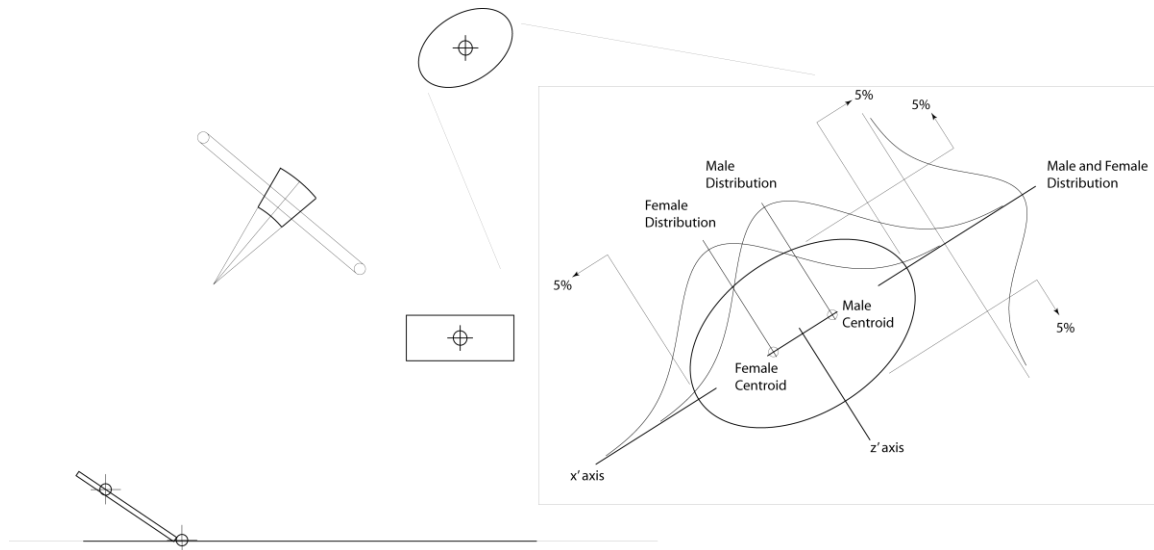 5%
5%
Male
Distribution
Male and Female
Distribution
Female
Distribution
5%
Male
Centroid
5%
Female
Centroid
z' axis
x' axis